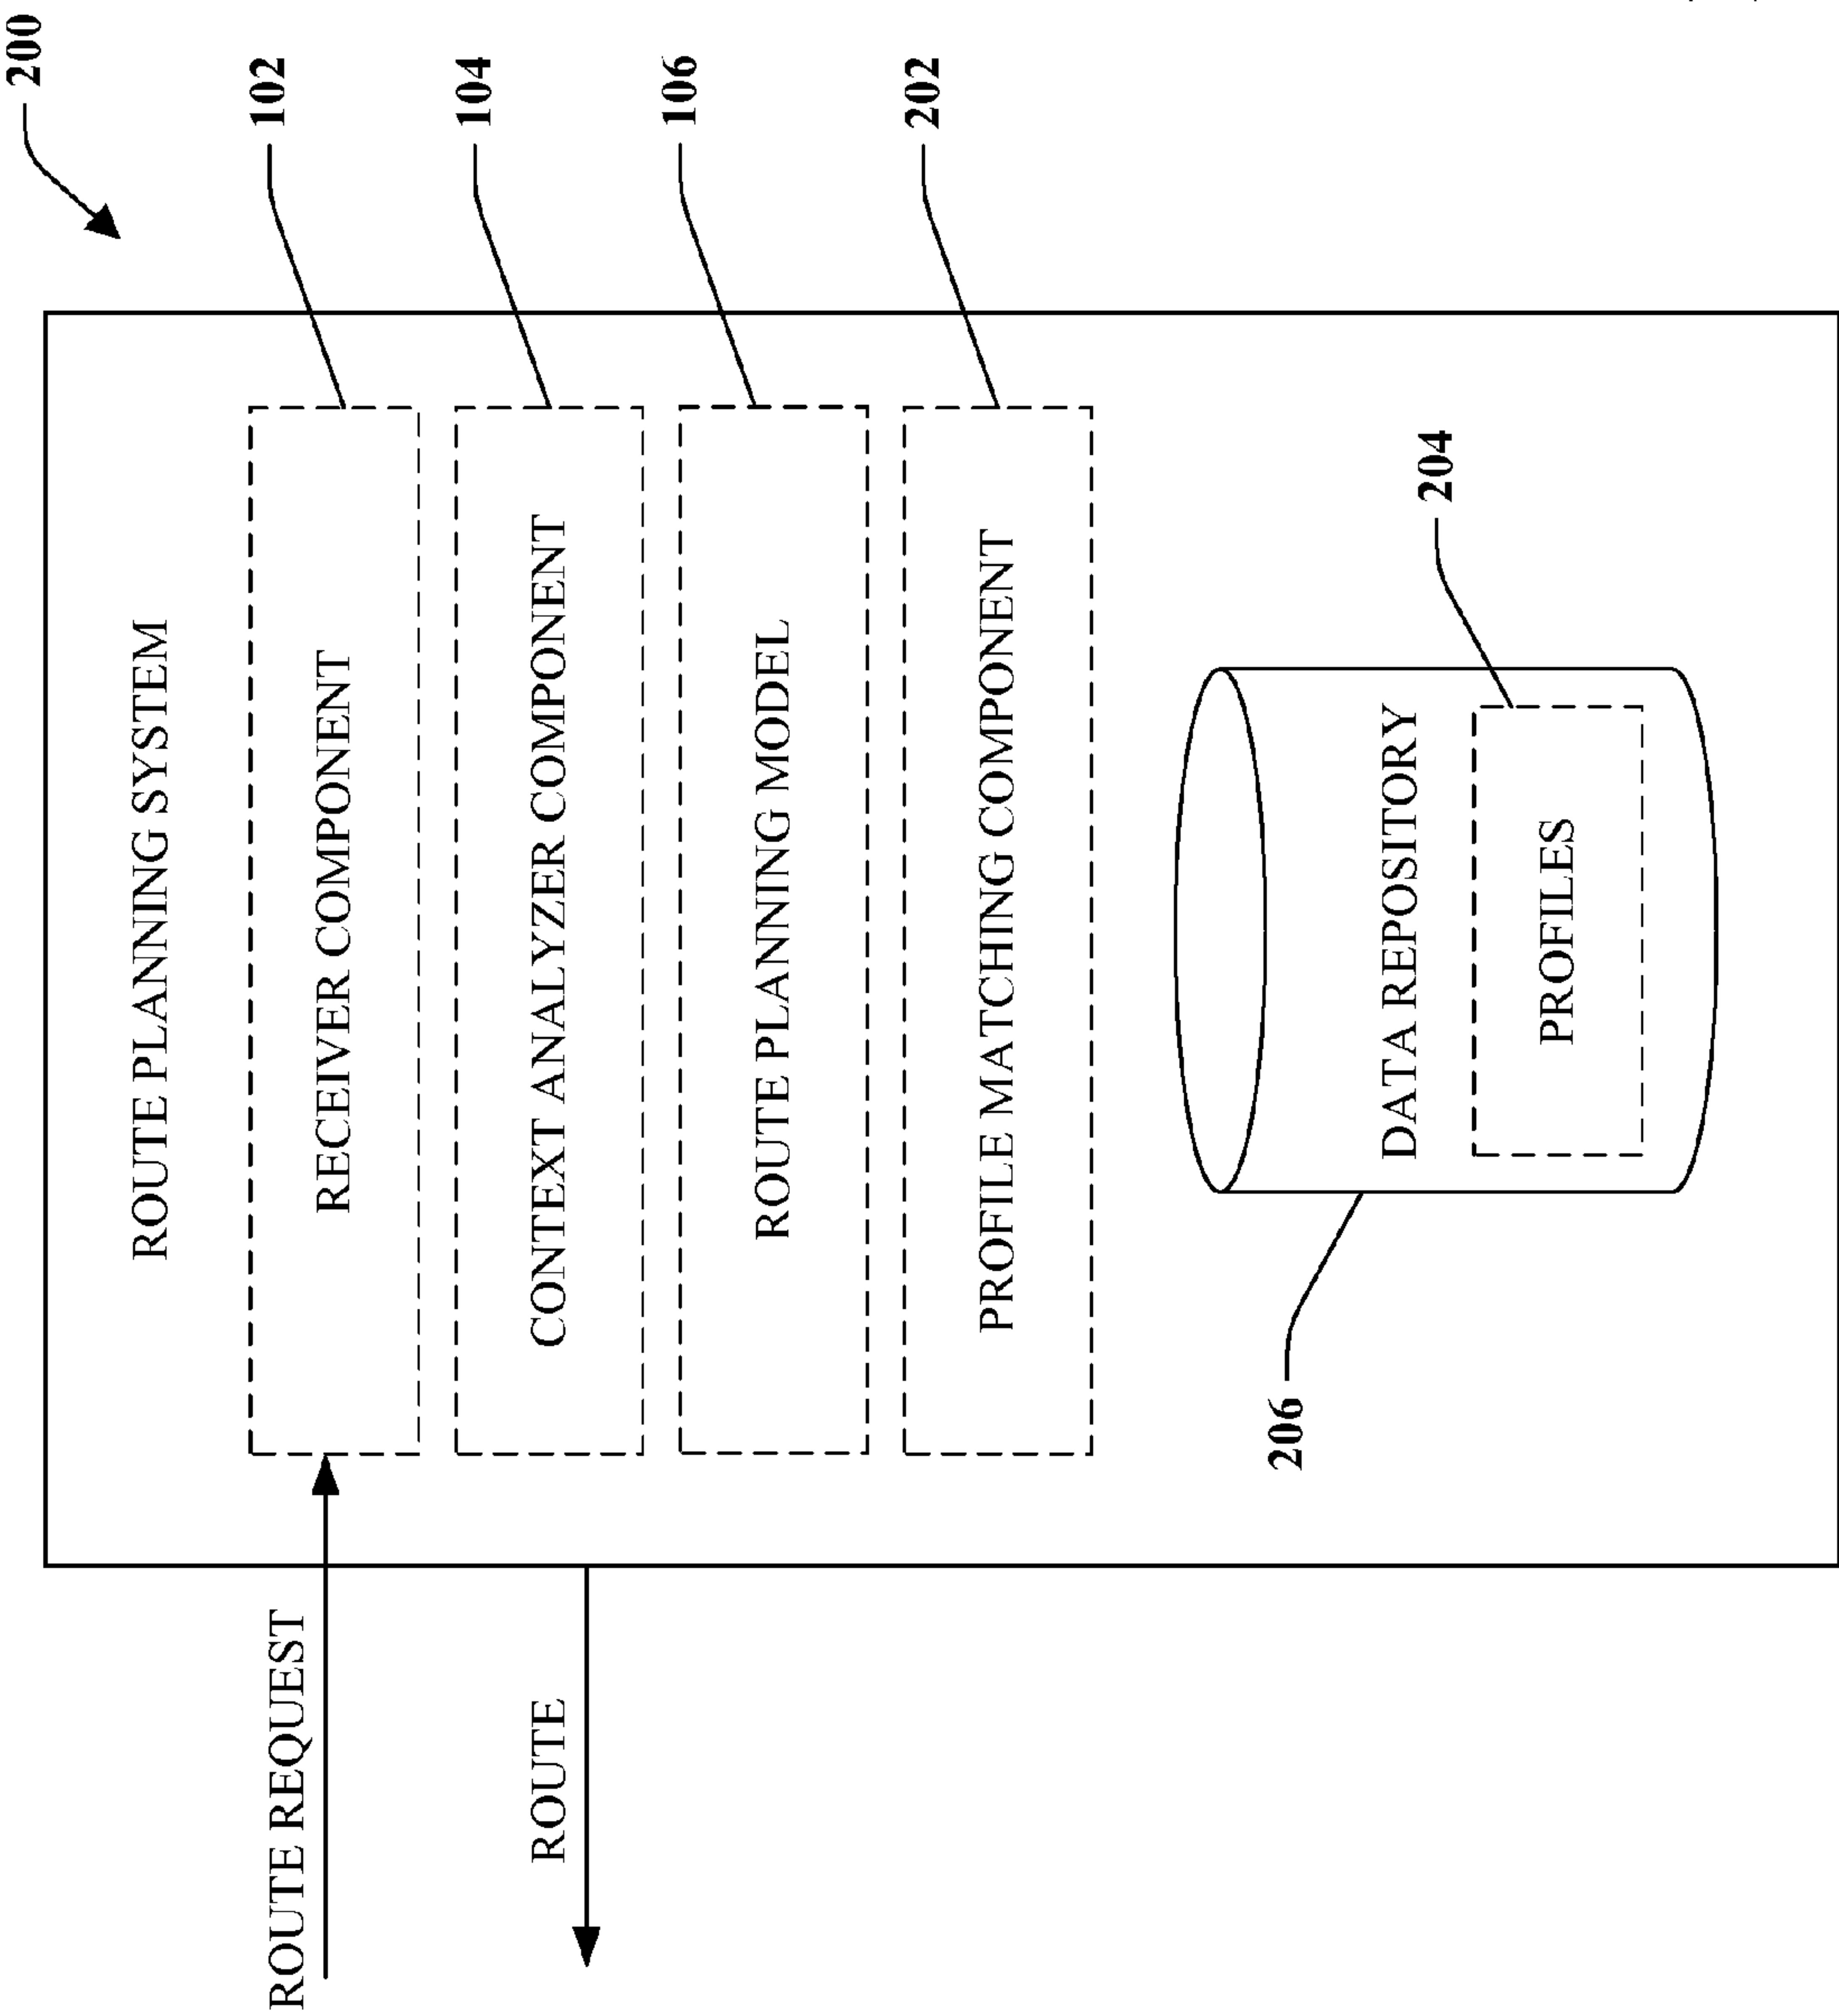 200
ROUTE PLANNING SYSTEM
ROUTE REQUEST
RECEIVER COMPONENT
102
ROUTE
CONTEXT ANALYZER COMPONENT
104
ROUTE PLANNING MODEL
106
PROFILE MATCHING COMPONENT
202
206
DATA REPOSITORY
204
PROFILES